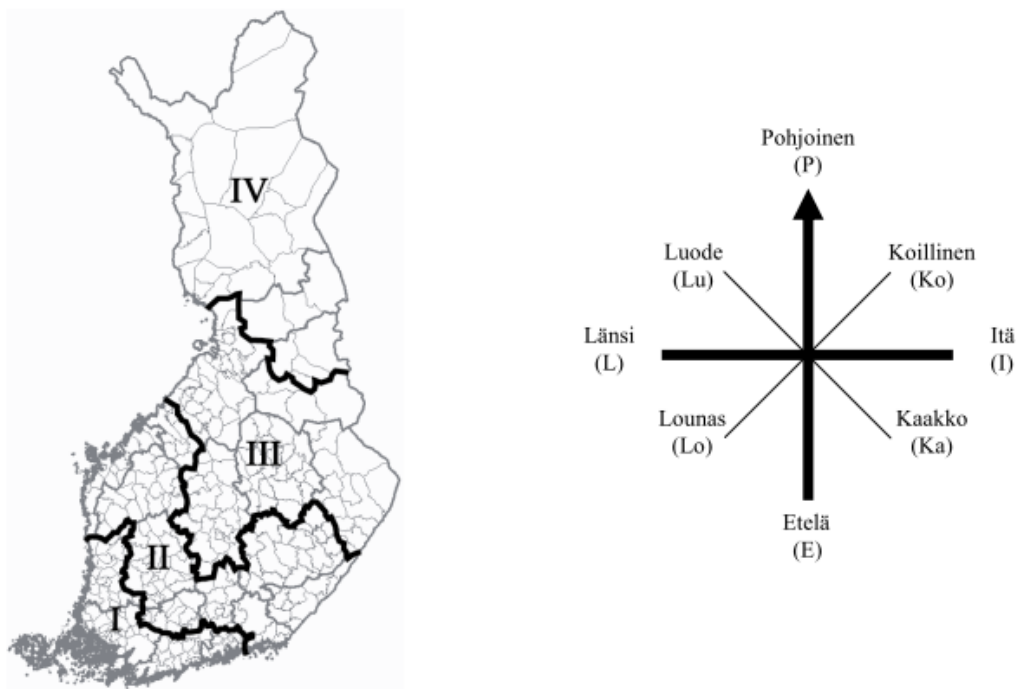 IV
III
II
I
Pohjoinen
(P)
Luode
(Lu)
Koillinen
(Ko)
Länsi
(L)
Itä
(I)
Lounas
(Lo)
Kaakko
(Ka)
Etelä
(E)